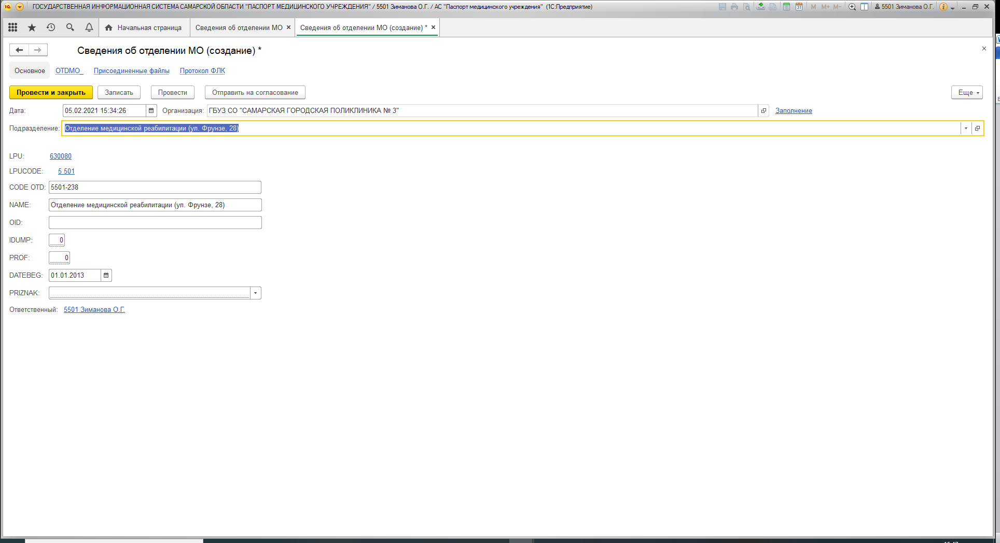 ГОСУДАРСТВЕННАЯ ИНФОРМАЦИОННАЯ СИСТЕМА САМАРСКОЙ ОБЛАСТИ "ПАСПОРТ МЕДИЦИНСКОГО УЧРЕЖДЕНИЯ" / 5501 Зиманова О.Г. / АС "Паспорт медицинского учреждения" (1С:Предприятие)
31 M M+ M- 5501 Зиманова О.Г.
Начальная страница
Сведения об отделении МО
Сведения об отделении МО (создание) *
Сведения об отделении МО (создание) *
Основное OTDMO_ Присоединенные файлы Протокол ФЛК
Провести и закрыть Записать Провести Отправить на согласование Еще
Дата: 05.02.2021 15:34:26 Организация: ГБУЗ СО "САМАРСКАЯ ГОРОДСКАЯ ПОЛИКЛИНИКА № 3" Заполнение
Подразделение: Отделение медицинской реабилитации (ул. Фрунзе, 28)
LPU: 630080
LPUCODE: 5 501
CODE OTD: 5501-238
NAME: Отделение медицинской реабилитации (ул. Фрунзе, 28)
OID:
IDUMP: 0
PROF: 0
DATEBEG: 01.01.2013
PRIZNAK:
Ответственный: 5501 Зиманова О.Г.